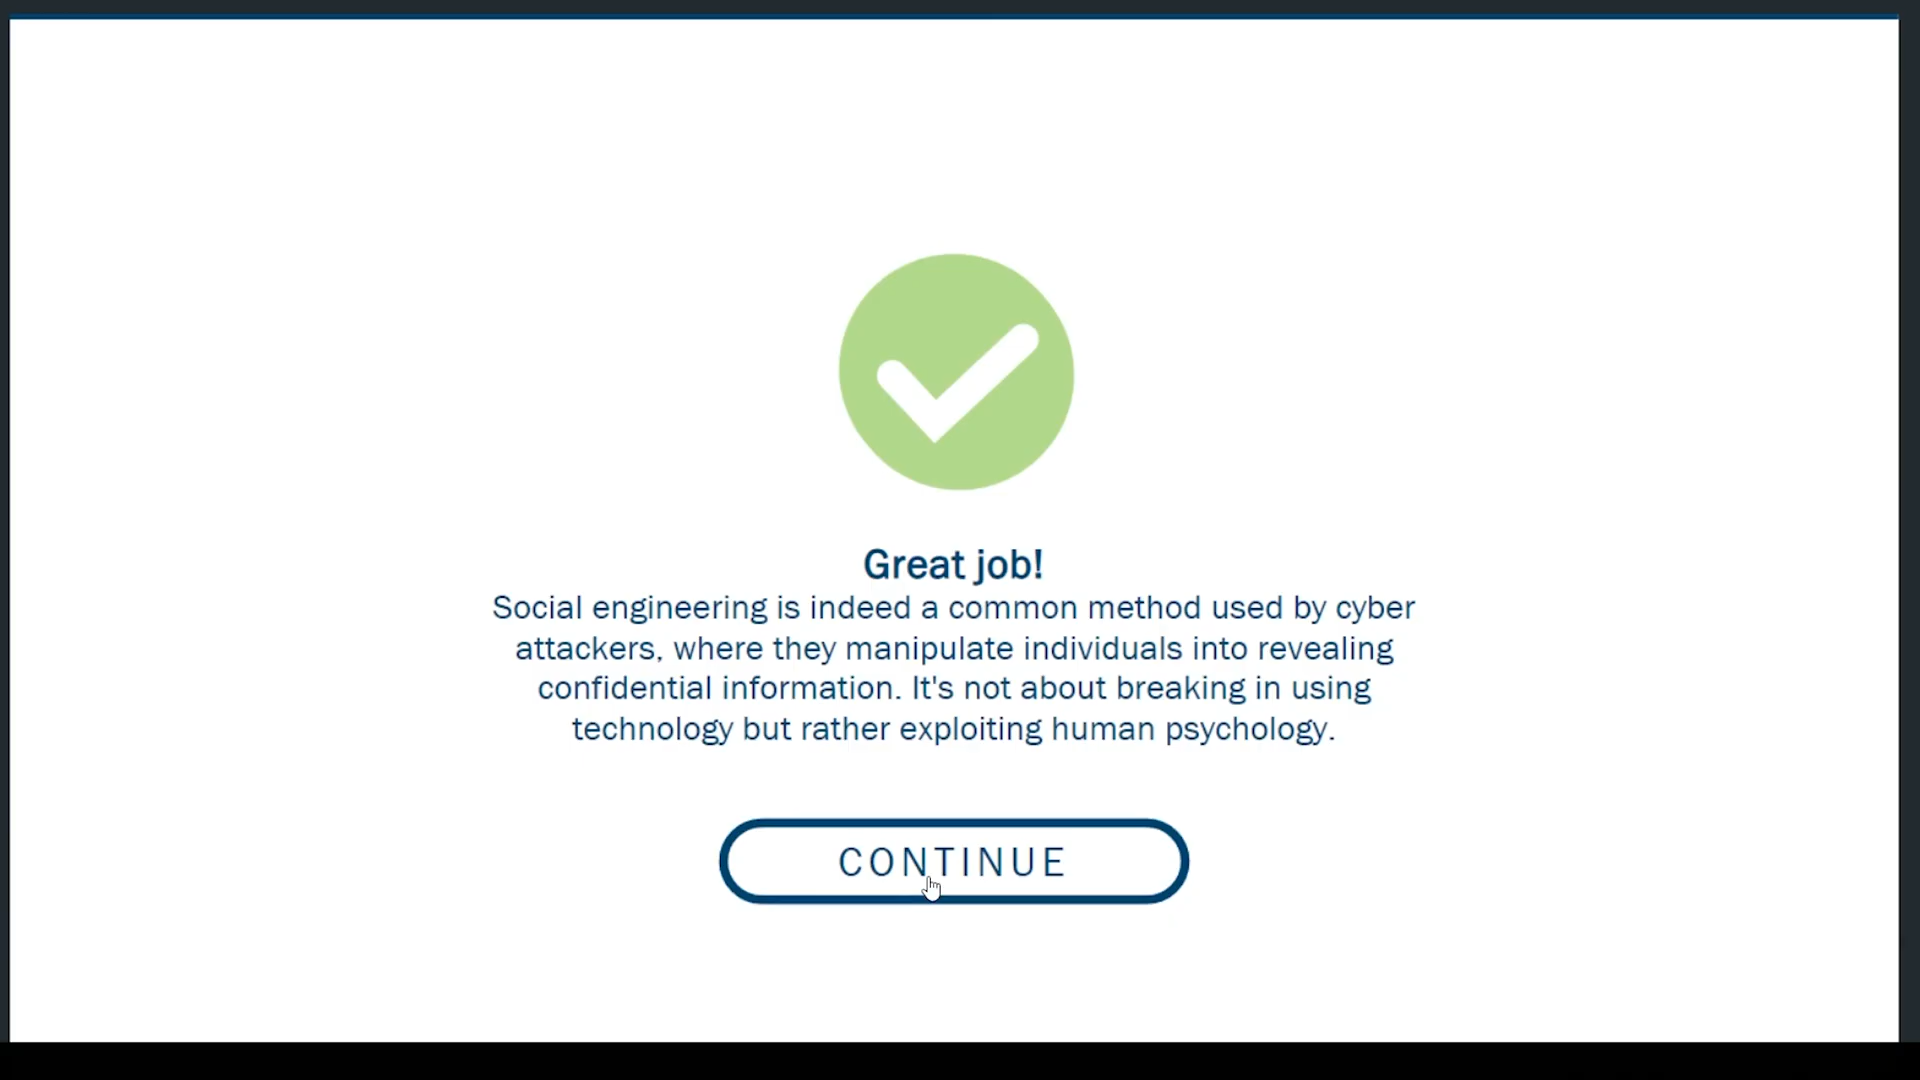 Great job!
Social engineering is indeed a common method used by cyber
attackers, where they manipulate individuals into revealing
confidential information. It's not about breaking in using
technology but rather exploiting human psychology.
CONTINUE